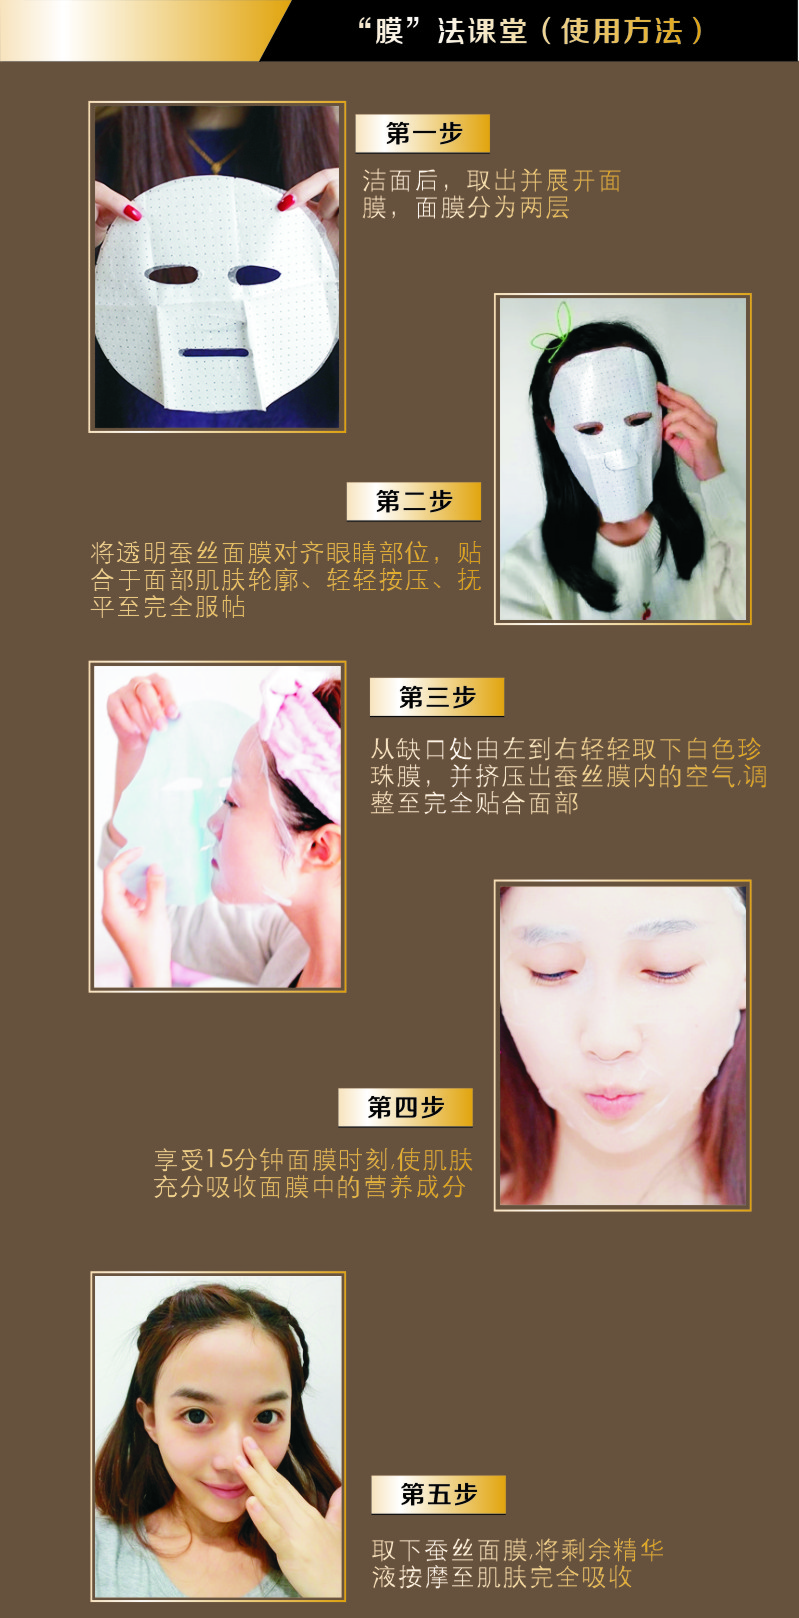 “膜”法课堂（使用方法）
第一步
洁面后，取出并展开面
膜，面膜分为两层
第二步
将透明蚕丝面膜对齐眼睛部位，贴
合于面部肌肤轮廓、轻轻按压、抚
平至完全服帖
第三步
从缺口处由左到右轻轻取下白色珍
珠膜，并挤压出蚕丝膜内的空气,调
整至完全贴合面部
第四步
享受15分钟面膜时刻,使肌肤
充分吸收面膜中的营养成分
第五步
取下蚕丝面膜,将剩余精华
液按摩至肌肤完全吸收